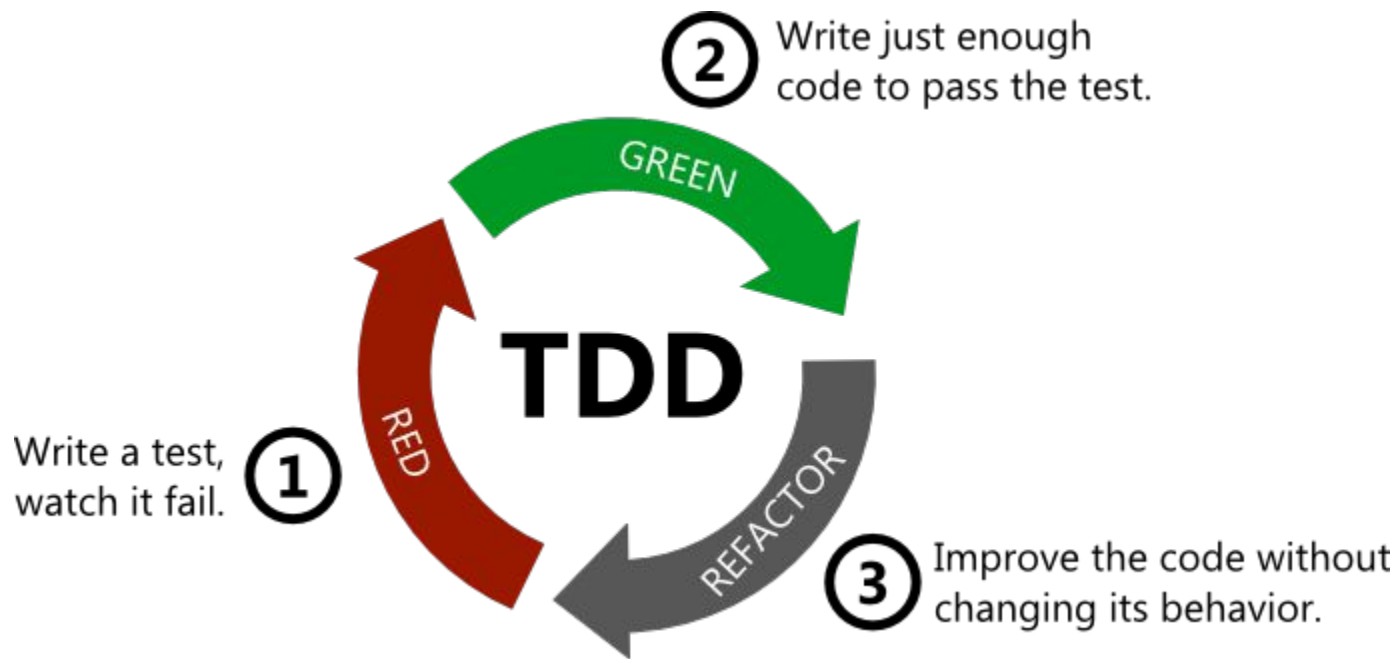 2
Write just enough
code to pass the test.
GREEN
TDD
RED
Write a test,
watch it fail.
1
REFACTOR
3
Improve the code without
changing its behavior.